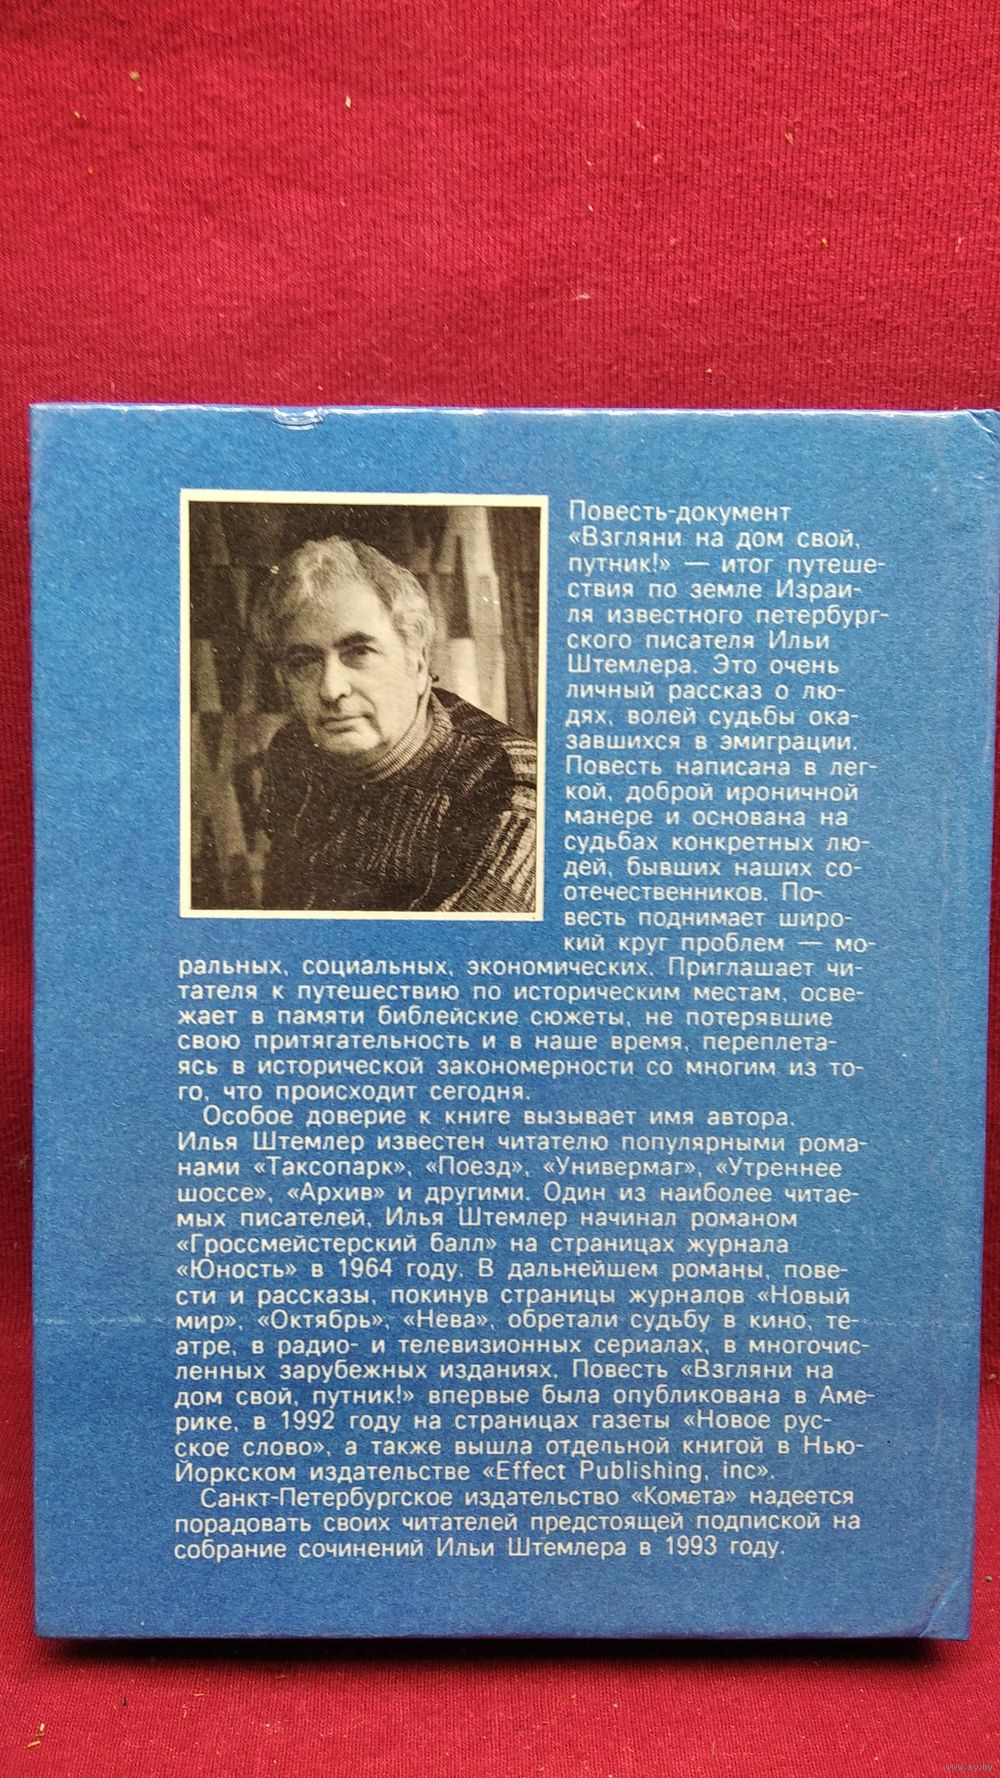 Повесть-документ
«Взгляни на дом свой,
путник!» — итог путеше-
ствия по земле Израи-
ля известного петербург-
ского писателя Ильи
Штемлера. Это очень
личный рассказ о лю-
дях, волей судьбы ока-
завшихся в эмиграции.
Повесть написана в лег-
кой, доброй ироничной
манере и основана на
судьбах конкретных лю-
дей, бывших наших со-
отечественников. По-
весть поднимает широ-
кий круг проблем — мо-
ральных, социальных, экономических. Приглашает чи-
тателя к путешествию по историческим местам, осве-
жает в памяти библейские сюжеты, не потерявшие
свою притягательность и в наше время, переплета-
ясь в исторической закономерности со многим из то-
го, что происходит сегодня.
Особое доверие к книге вызывает имя автора.
Илья Штемлер известен читателю популярными рома-
нами «Таксопарк», «Поезд», «Универмаг», «Утреннее
шоссе», «Архив» и другими. Один из наиболее читае-
мых писателей, Илья Штемлер начинал романом
«Гроссмейстерский балл» на страницах журнала
«Юность» в 1964 году. В дальнейшем романы, пове-
сти и рассказы, покинув страницы журналов «Новый
мир», «Октябрь», «Нева», обретали судьбу в кино, те-
атре, в радио- и телевизионных сериалах, в многочис-
ленных зарубежных изданиях. Повесть «Взгляни на
дом свой, путник!» впервые была опубликована в Аме-
рике, в 1992 году на страницах газеты «Новое рус-
ское слово», а также вышла отдельной книгой в Нью-
Йоркском издательстве «Effect Publishing, inc».
Санкт-Петербургское издательство «Комета» надеется
порадовать своих читателей предстоящей подпиской на
собрание сочинений Ильи Штемлера в 1993 году.
www.ay.by